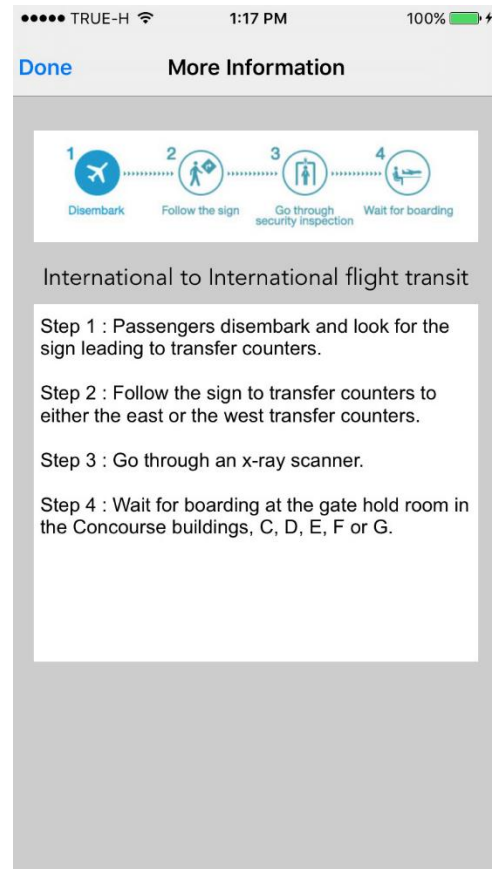 TRUE-H 1:17 PM 100%
Done More Information
1 2 3 4
Disembark Follow the sign Go through security inspection Wait for boarding
International to International flight transit
Step 1 : Passengers disembark and look for the
sign leading to transfer counters.
Step 2 : Follow the sign to transfer counters to
either the east or the west transfer counters.
Step 3 : Go through an x-ray scanner.
Step 4 : Wait for boarding at the gate hold room in
the Concourse buildings, C, D, E, F or G.